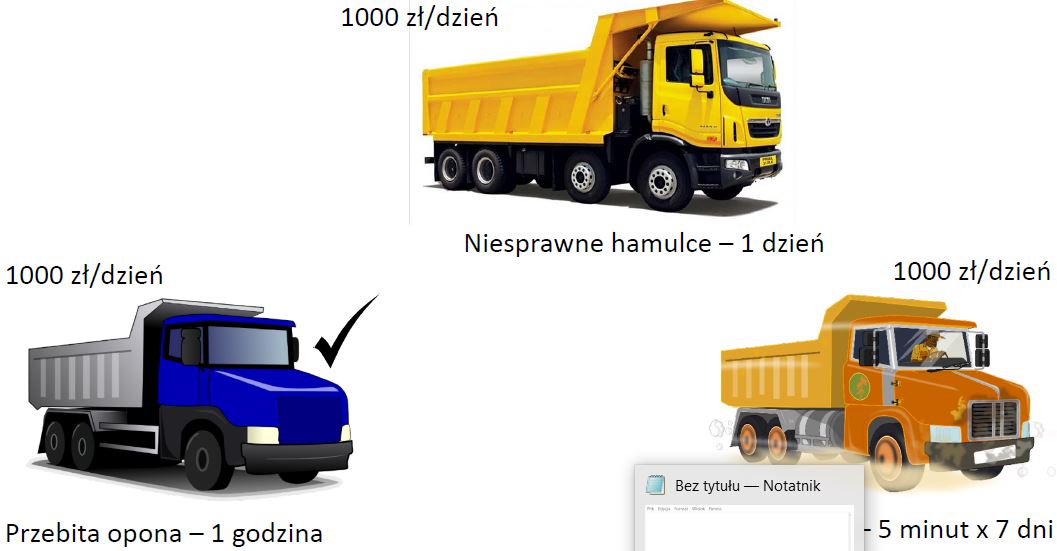 1000 zł/dzień
TATA
Niesprawne hamulce – 1 dzień
1000 zł/dzień
1000 zł/dzień
Bez tytułu — Notatnik
Plik Edycja Format Widok Pomoc
Przebita opona – 1 godzina
- 5 minut x 7 dni